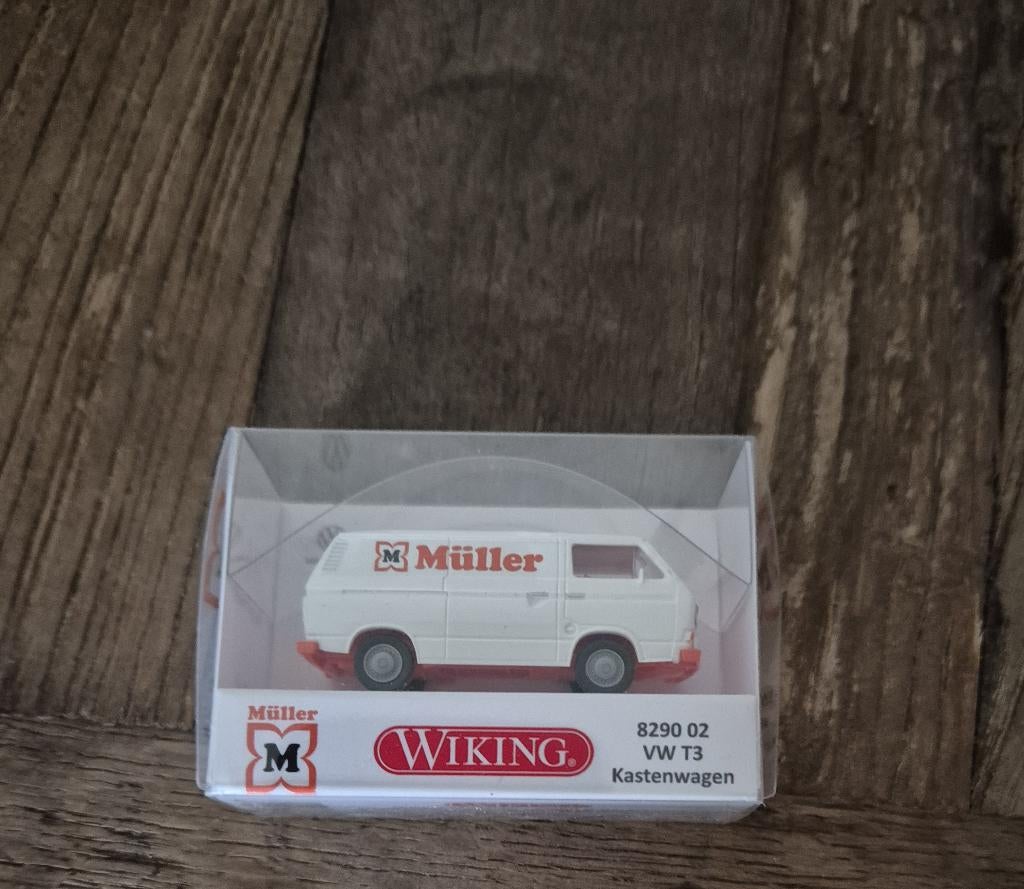 M Müller
Müller
M
WIKING®
8290 02
VW T3
Kastenwagen